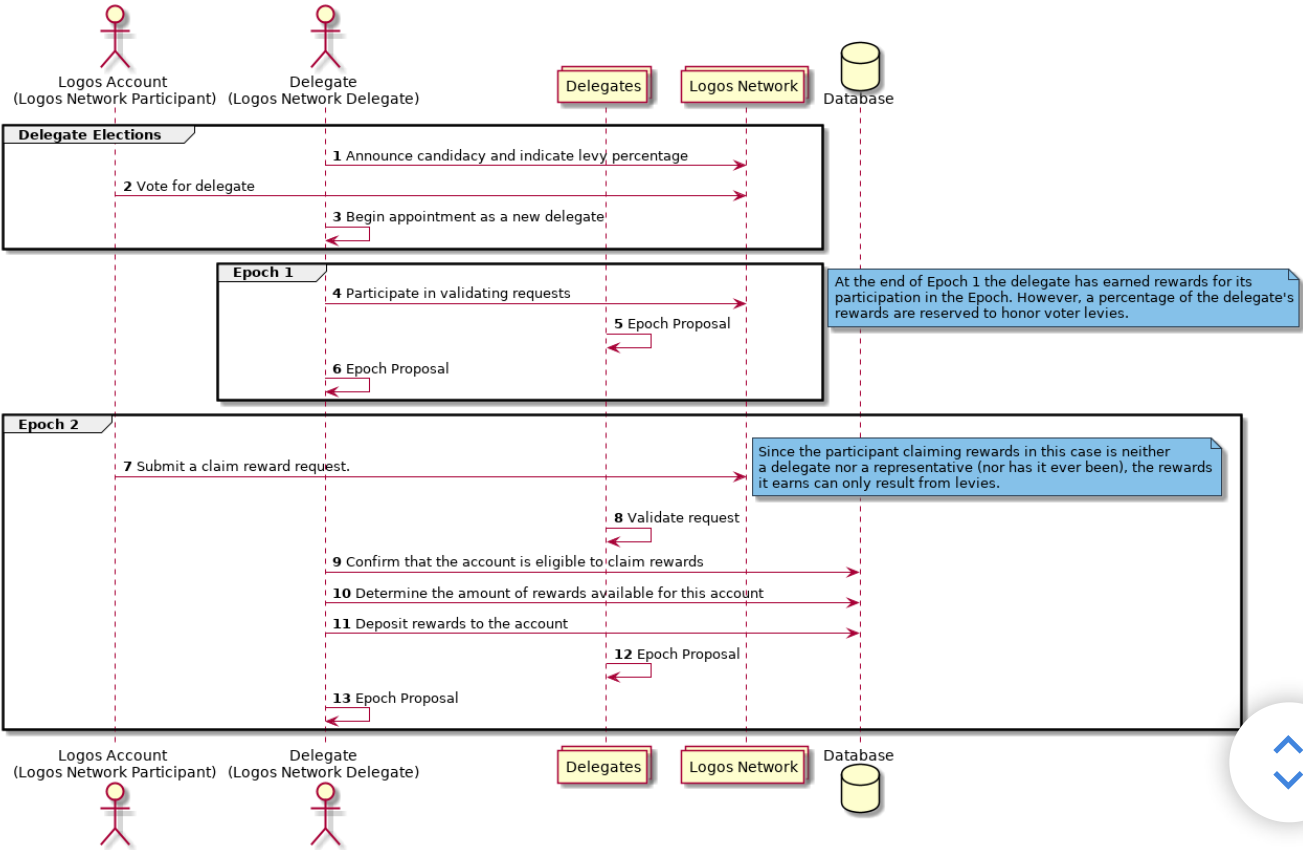 Logos Account
(Logos Network Participant)
Delegate
(Logos Network Delegate)
Delegates
Logos Network
Database
Delegate Elections
1 Announce candidacy and indicate levy percentage
2 Vote for delegate
3 Begin appointment as a new delegate
Epoch 1
4 Participate in validating requests
At the end of Epoch 1 the delegate has earned rewards for its
participation in the Epoch. However, a percentage of the delegate's
rewards are reserved to honor voter levies.
5 Epoch Proposal
6 Epoch Proposal
Epoch 2
7 Submit a claim reward request.
Since the participant claiming rewards in this case is neither
a delegate nor a representative (nor has it ever been), the rewards
it earns can only result from levies.
8 Validate request
9 Confirm that the account is eligible to claim rewards
10 Determine the amount of rewards available for this account
11 Deposit rewards to the account
12 Epoch Proposal
13 Epoch Proposal
Logos Account
(Logos Network Participant)
Delegate
(Logos Network Delegate)
Delegates
Logos Network
Database